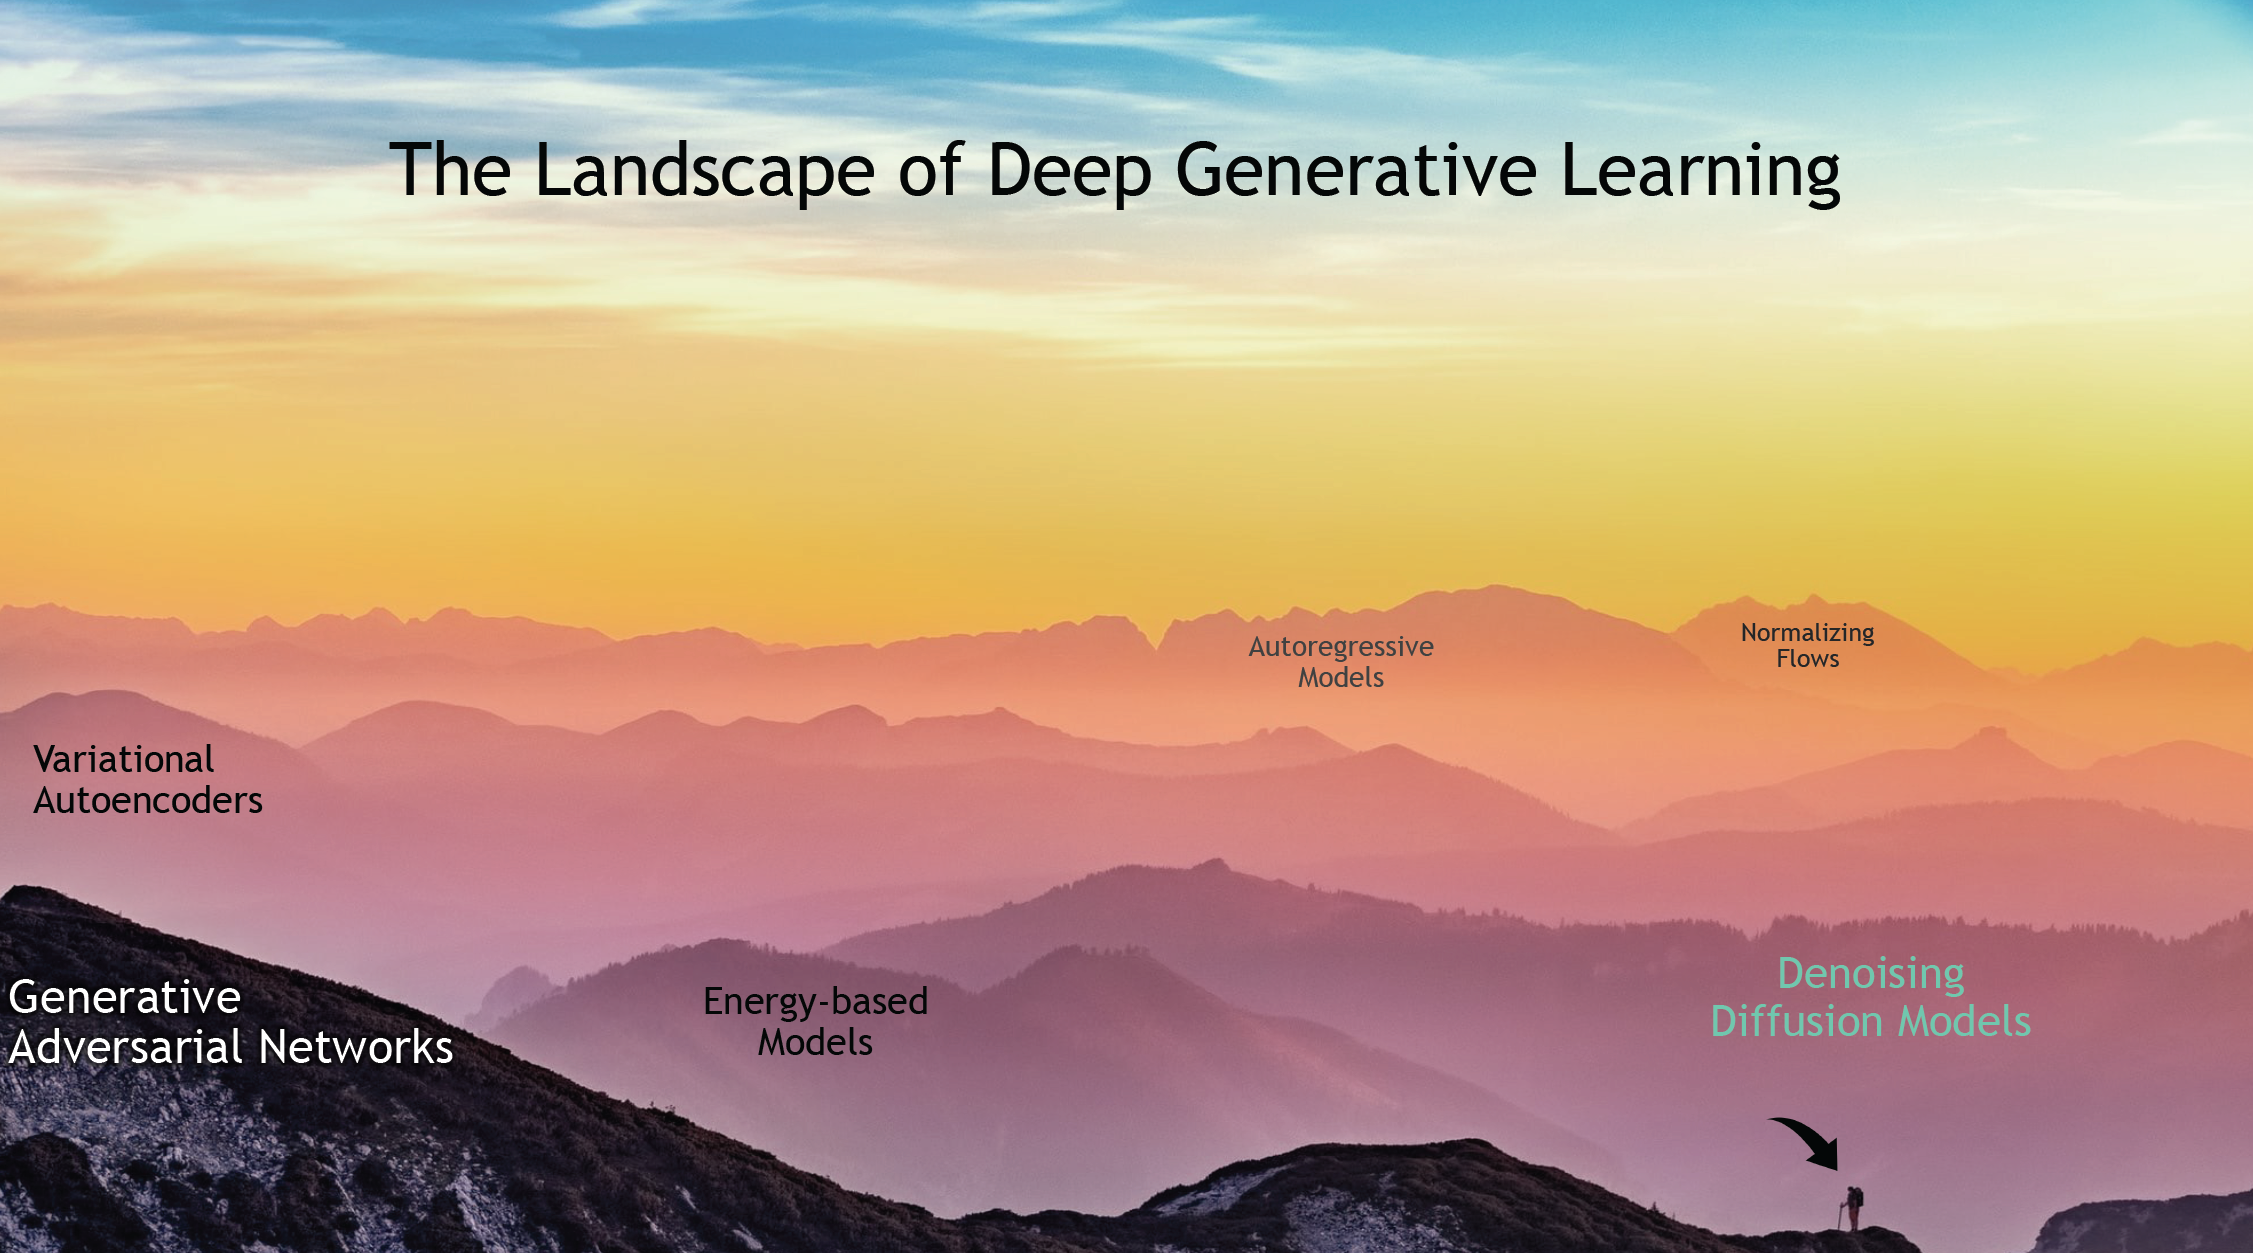 The Landscape of Deep Generative Learning
Autoregressive
Models
Normalizing
Flows
Variational
Autoencoders
Generative
Adversarial Networks
Energy-based
Models
Denoising
Diffusion Models